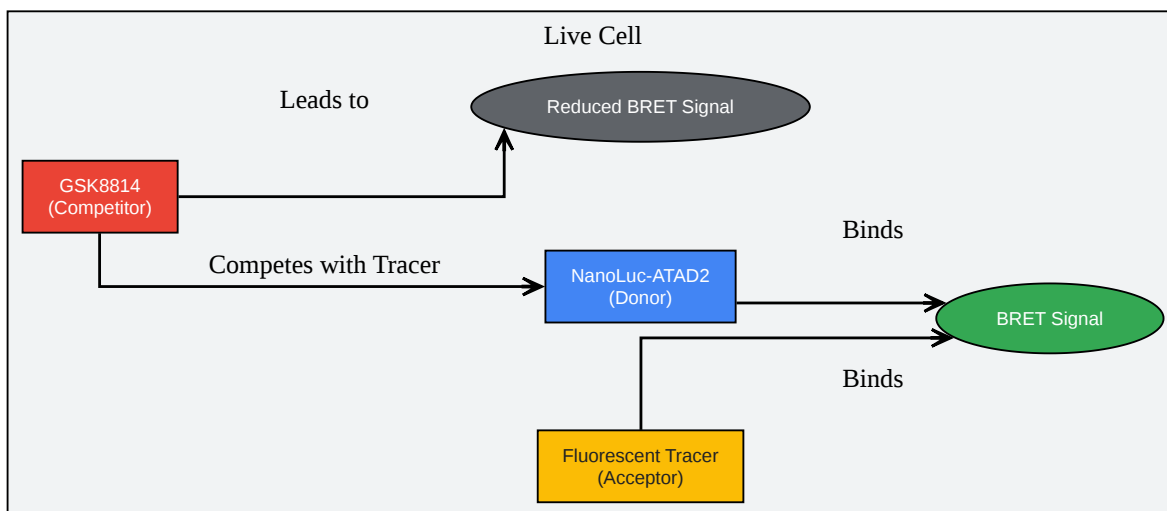 Live Cell
Leads to
Reduced BRET Signal
GSK8814
(Competitor)
Competes with Tracer
NanoLuc-ATAD2
(Donor)
Binds
BRET Signal
Binds
Fluorescent Tracer
(Acceptor)